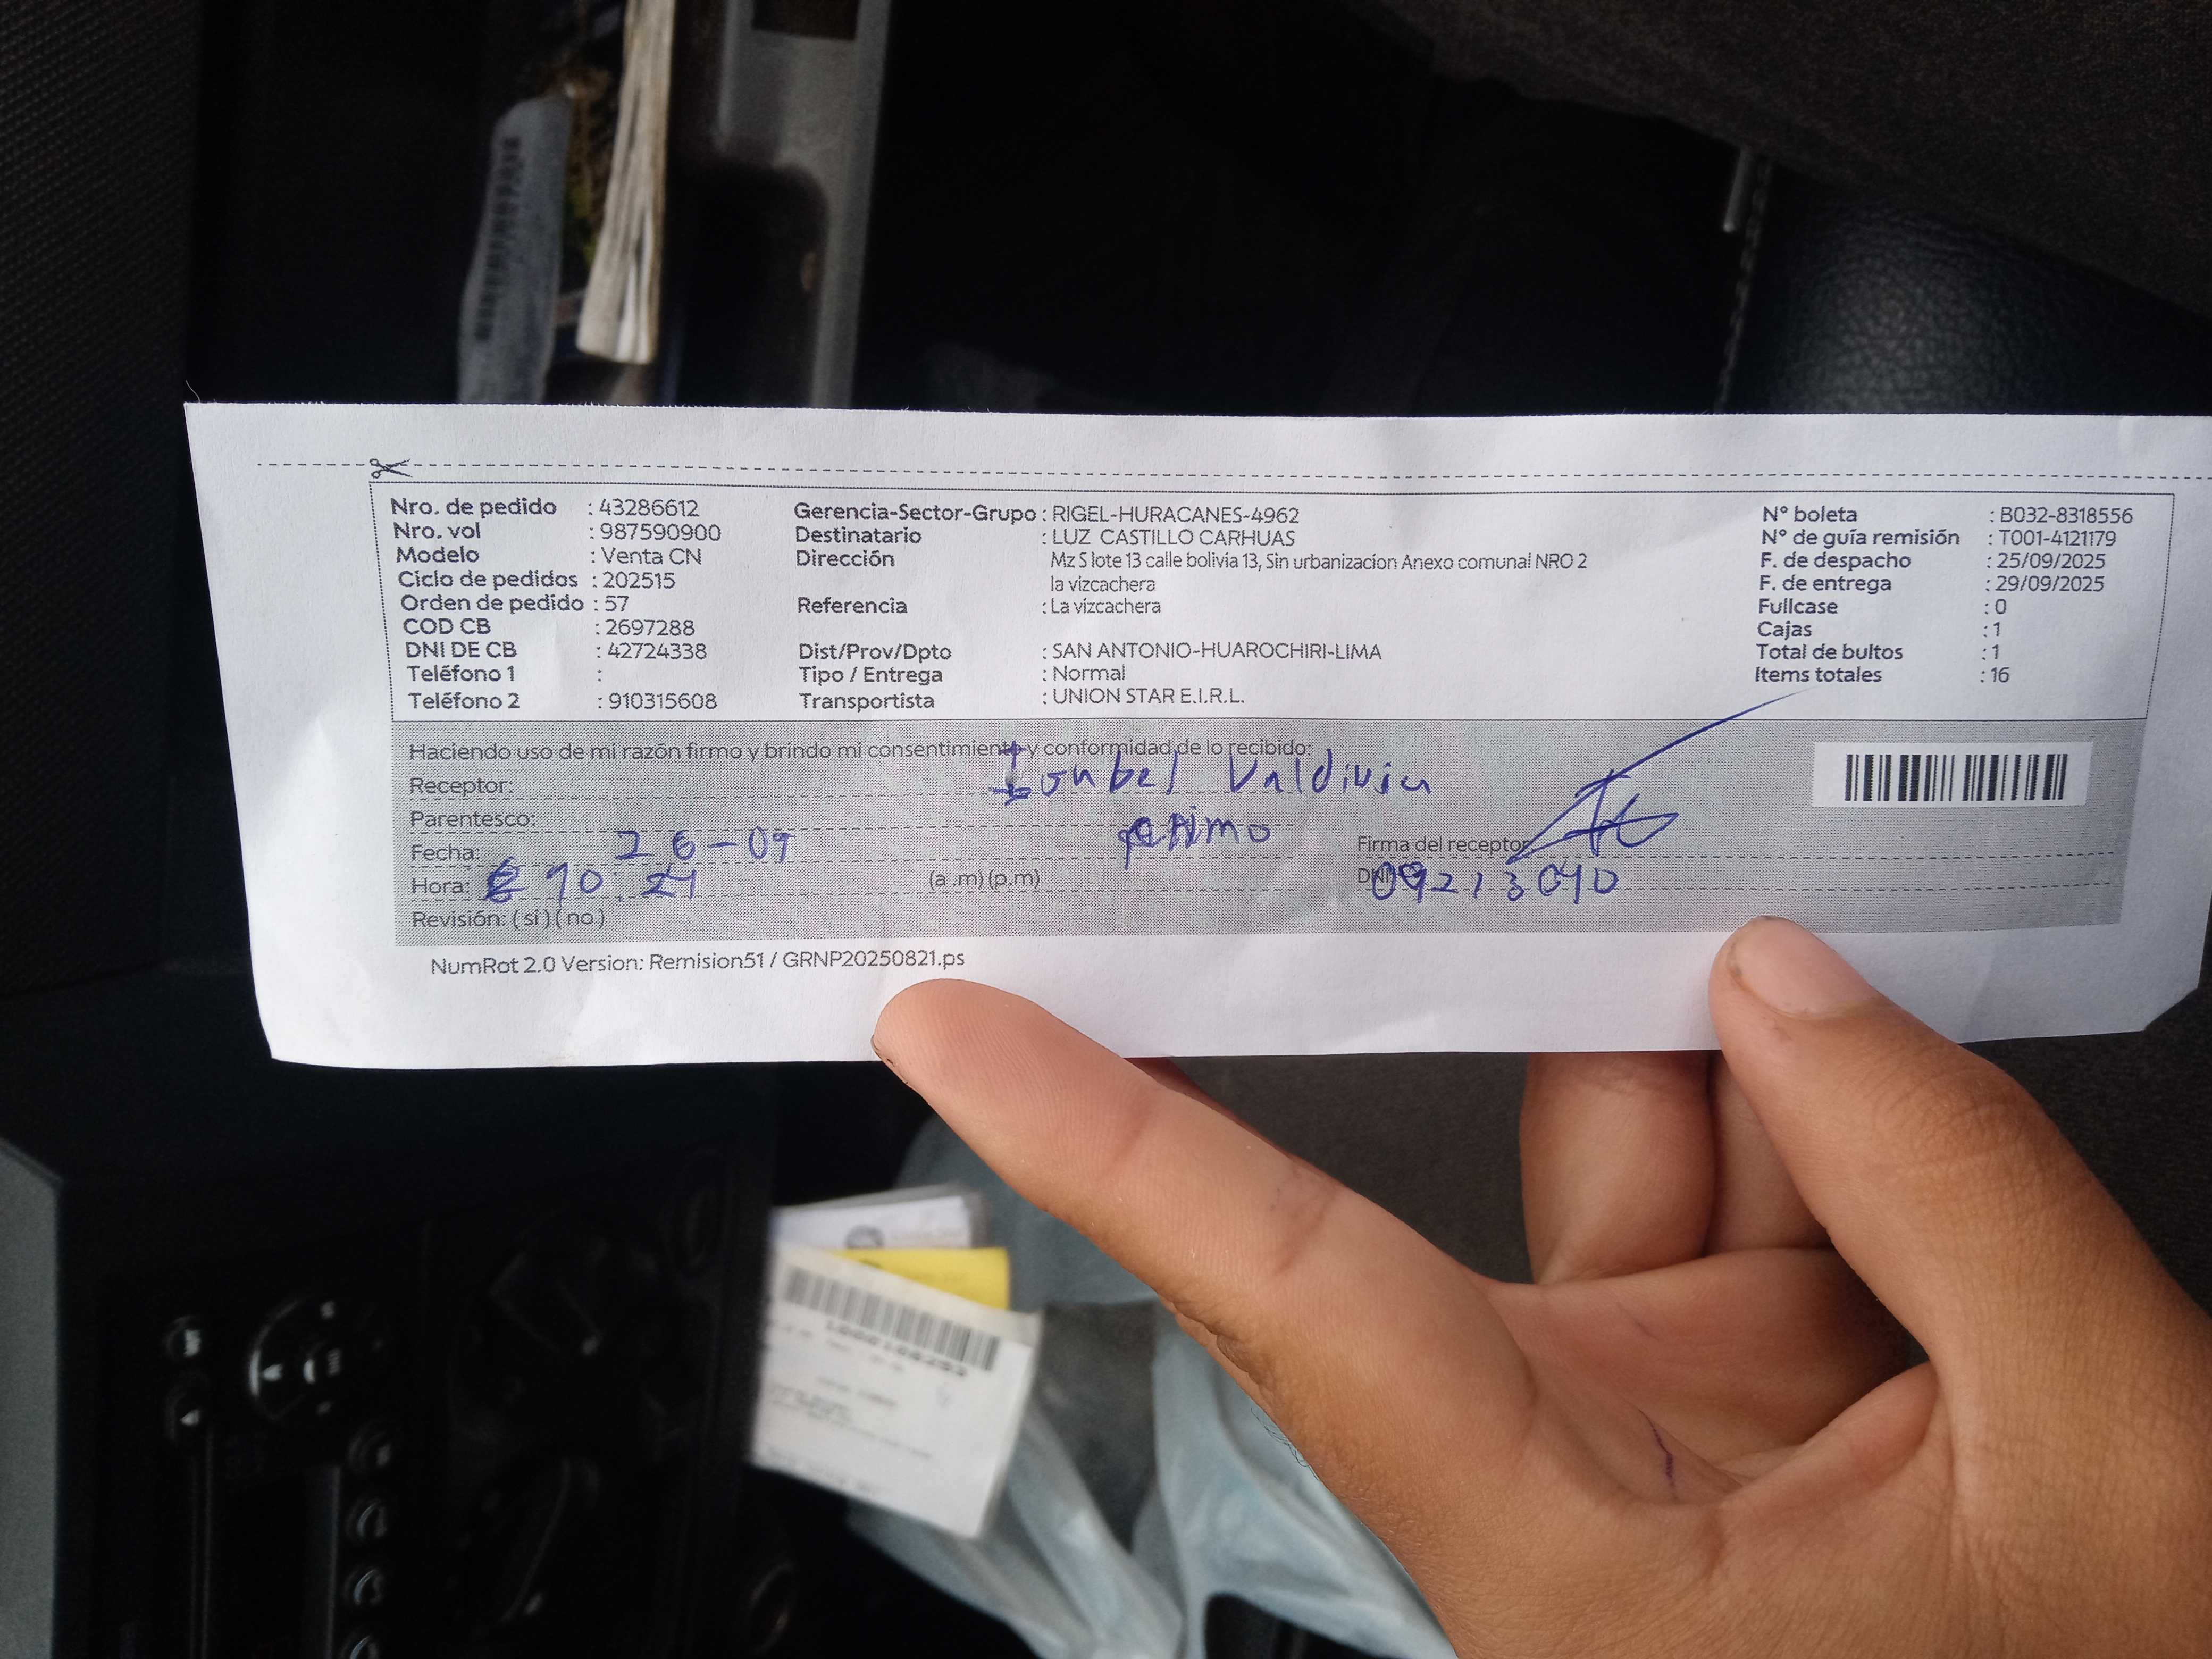 Nro. de pedido : 43286612
Nro. vol : 987590900
Modelo : Venta CN
Ciclo de pedidos : 202515
Orden de pedido : 57
COD CB : 2697288
DNI DE CB : 42724338
Teléfono 1 :
Teléfono 2 : 910315608
Gerencia-Sector-Grupo : RIGEL-HURACANES-4962
Destinatario : LUZ CASTILLO CARHUAS
Dirección Mz S lote 13 calle bolivia 13, Sin urbanizacion Anexo comunal NRO 2
la vizcachera
Referencia : La vizcachera
Dist/Prov/Dpto : SAN ANTONIO-HUAROCHIRI-LIMA
Tipo / Entrega : Normal
Transportista : UNION STAR E.I.R.L.
N° boleta : B032-8318556
N° de guía remisión : T001-4121179
F. de despacho : 25/09/2025
F. de entrega : 29/09/2025
Fullcase : 0
Cajas : 1
Total de bultos : 1
Items totales : 16
Haciendo uso de mi razón firmo y brindo mi consentimiento y conformidad de lo recibido:
Receptor: Valdivia
Parentesco:
Fecha: 26-09
Hora: 10:24 (a .m) (p.m)
Revisión: ( si ) ( no )
Firma del receptor
DNI
NumRot 2.0 Version: Remision51 / GRNP20250821.ps